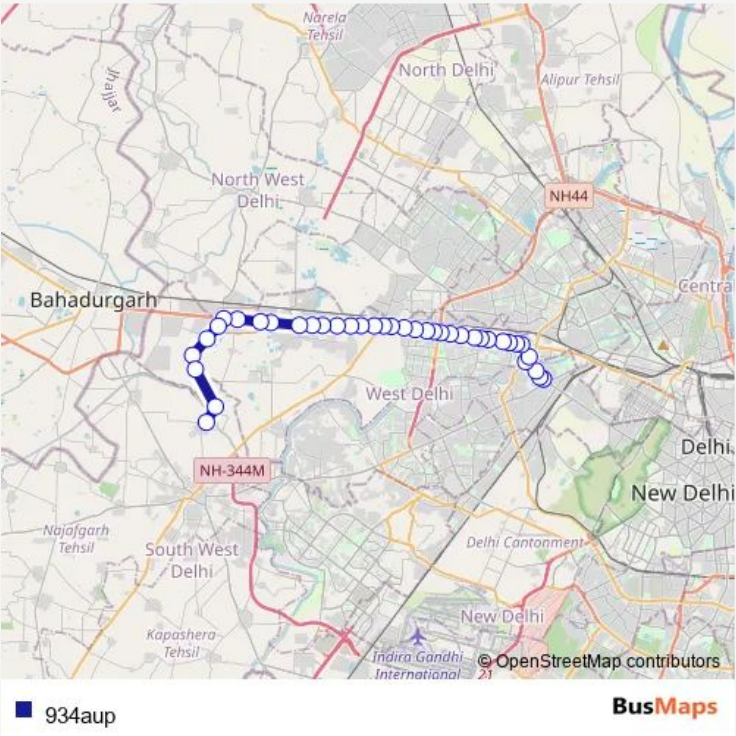 Narela
Tehsil
North Delhi
Alipur Tehsil
Jhajjar
North West
Delhi
NH44
Central
Bahadurgarh
West Delhi
Delhi
New Delhi
NH-344M
Najafgarh
Tehsil
South West
Delhi
Delhi Cantonment
New Delhi
Kapashera
Tehsil
Indira Gandhi
International
© OpenStreetMap contributors
21
934aup
BusMaps